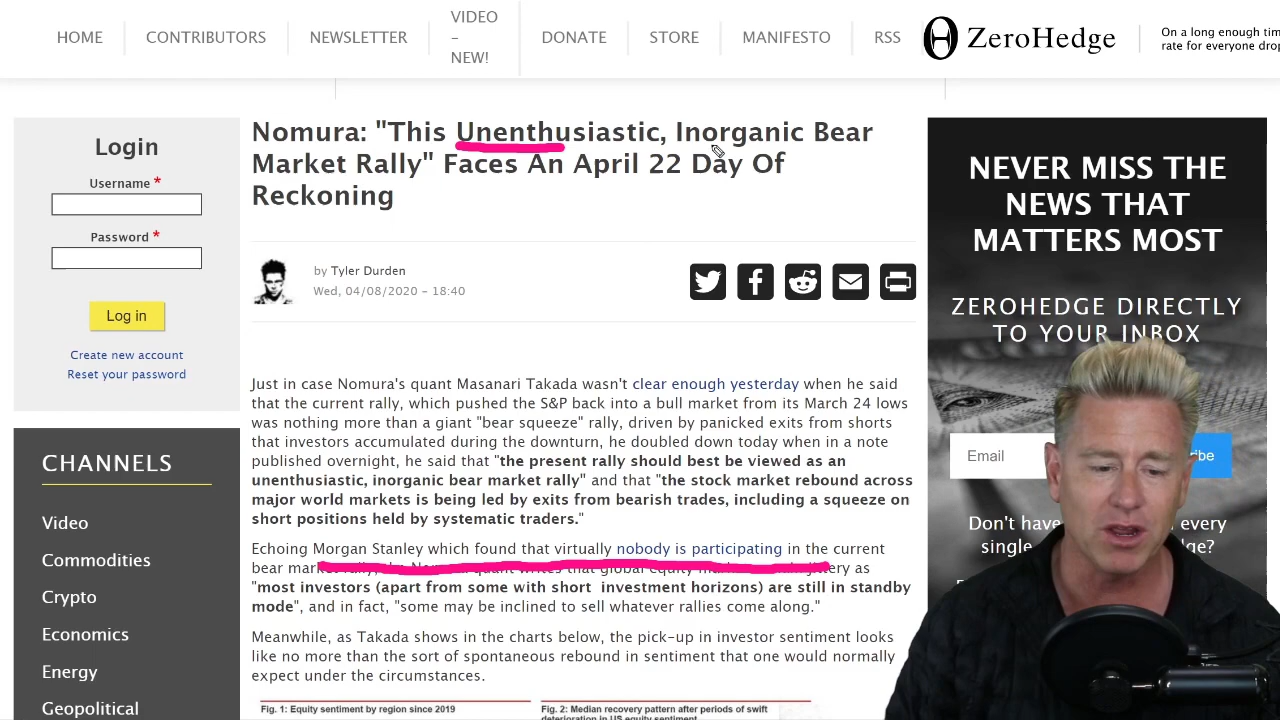 HOME
CONTRIBUTORS
NEWSLETTER
VIDEO
–
NEW!
DONATE
STORE
MANIFESTO
RSS
ZeroHedge
On a long enough tim
rate for everyone drop
Login
Username *
Password *
Log in
Create new account
Reset your password
CHANNELS
Video
Commodities
Crypto
Economics
Energy
Geopolitical
Nomura: "This Unenthusiastic, Inorganic Bear
Market Rally" Faces An April 22 Day Of
Reckoning
by Tyler Durden
Wed, 04/08/2020 – 18:40
Just in case Nomura's quant Masanari Takada wasn't clear enough yesterday when he said
that the current rally, which pushed the S&P back into a bull market from its March 24 lows
was nothing more than a giant "bear squeeze" rally, driven by panicked exits from shorts
that investors accumulated during the downturn, he doubled down today when in a note
published overnight, he said that "the present rally should best be viewed as an
unenthusiastic, inorganic bear market rally" and that "the stock market rebound across
major world markets is being led by exits from bearish trades, including a squeeze on
short positions held by systematic traders."
Echoing Morgan Stanley which found that virtually nobody is participating in the current
bear as
"most investors (apart from some with short investment horizons) are still in standby
mode", and in fact, "some may be inclined to sell whatever rallies come along."
Meanwhile, as Takada shows in the charts below, the pick-up in investor sentiment looks
like no more than the sort of spontaneous rebound in sentiment that one would normally
expect under the circumstances.
Fig. 1: Equity sentiment by region since 2019
Fig. 2: Median recovery pattern after periods of swift
deterioration in US equity sentiment
NEVER MISS THE
NEWS THAT
MATTERS MOST
ZEROHEDGE DIRECTLY
TO YOUR INBOX
Email
ibe
Don't have every
single dge?